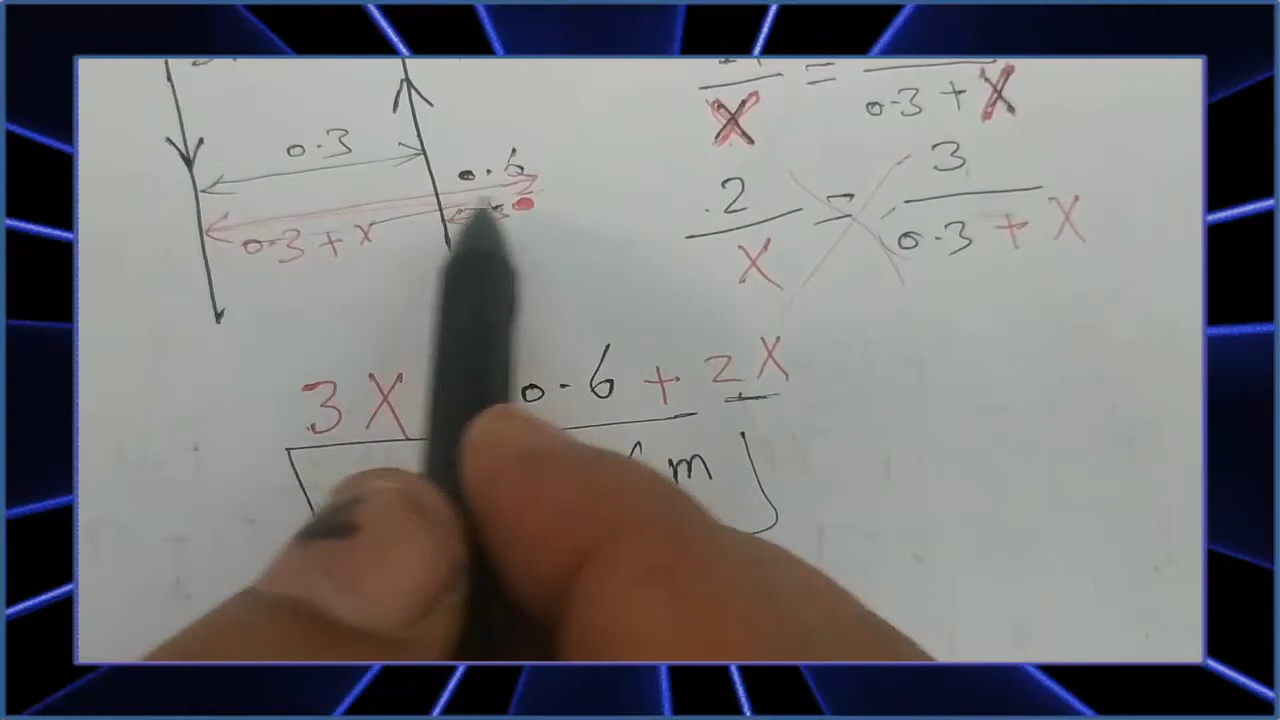 0.3
0.6
0.3 + X
X = 0.3 + X
2 / X = 3 / 0.3 + X
3X 0.6 + 2X
m